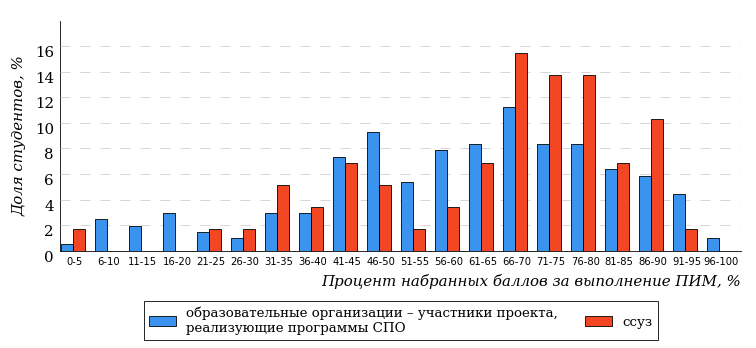 Доля студентов, %
16
14
12
10
8
6
4
2
0
0-5 6-10 11-15 16-20 21-25 26-30 31-35 36-40 41-45 46-50 51-55 56-60 61-65 66-70 71-75 76-80 81-85 86-90 91-95 96-100
Процент набранных баллов за выполнение ПИМ, %
образовательные организации – участники проекта,
реализующие программы СПО
ссуз